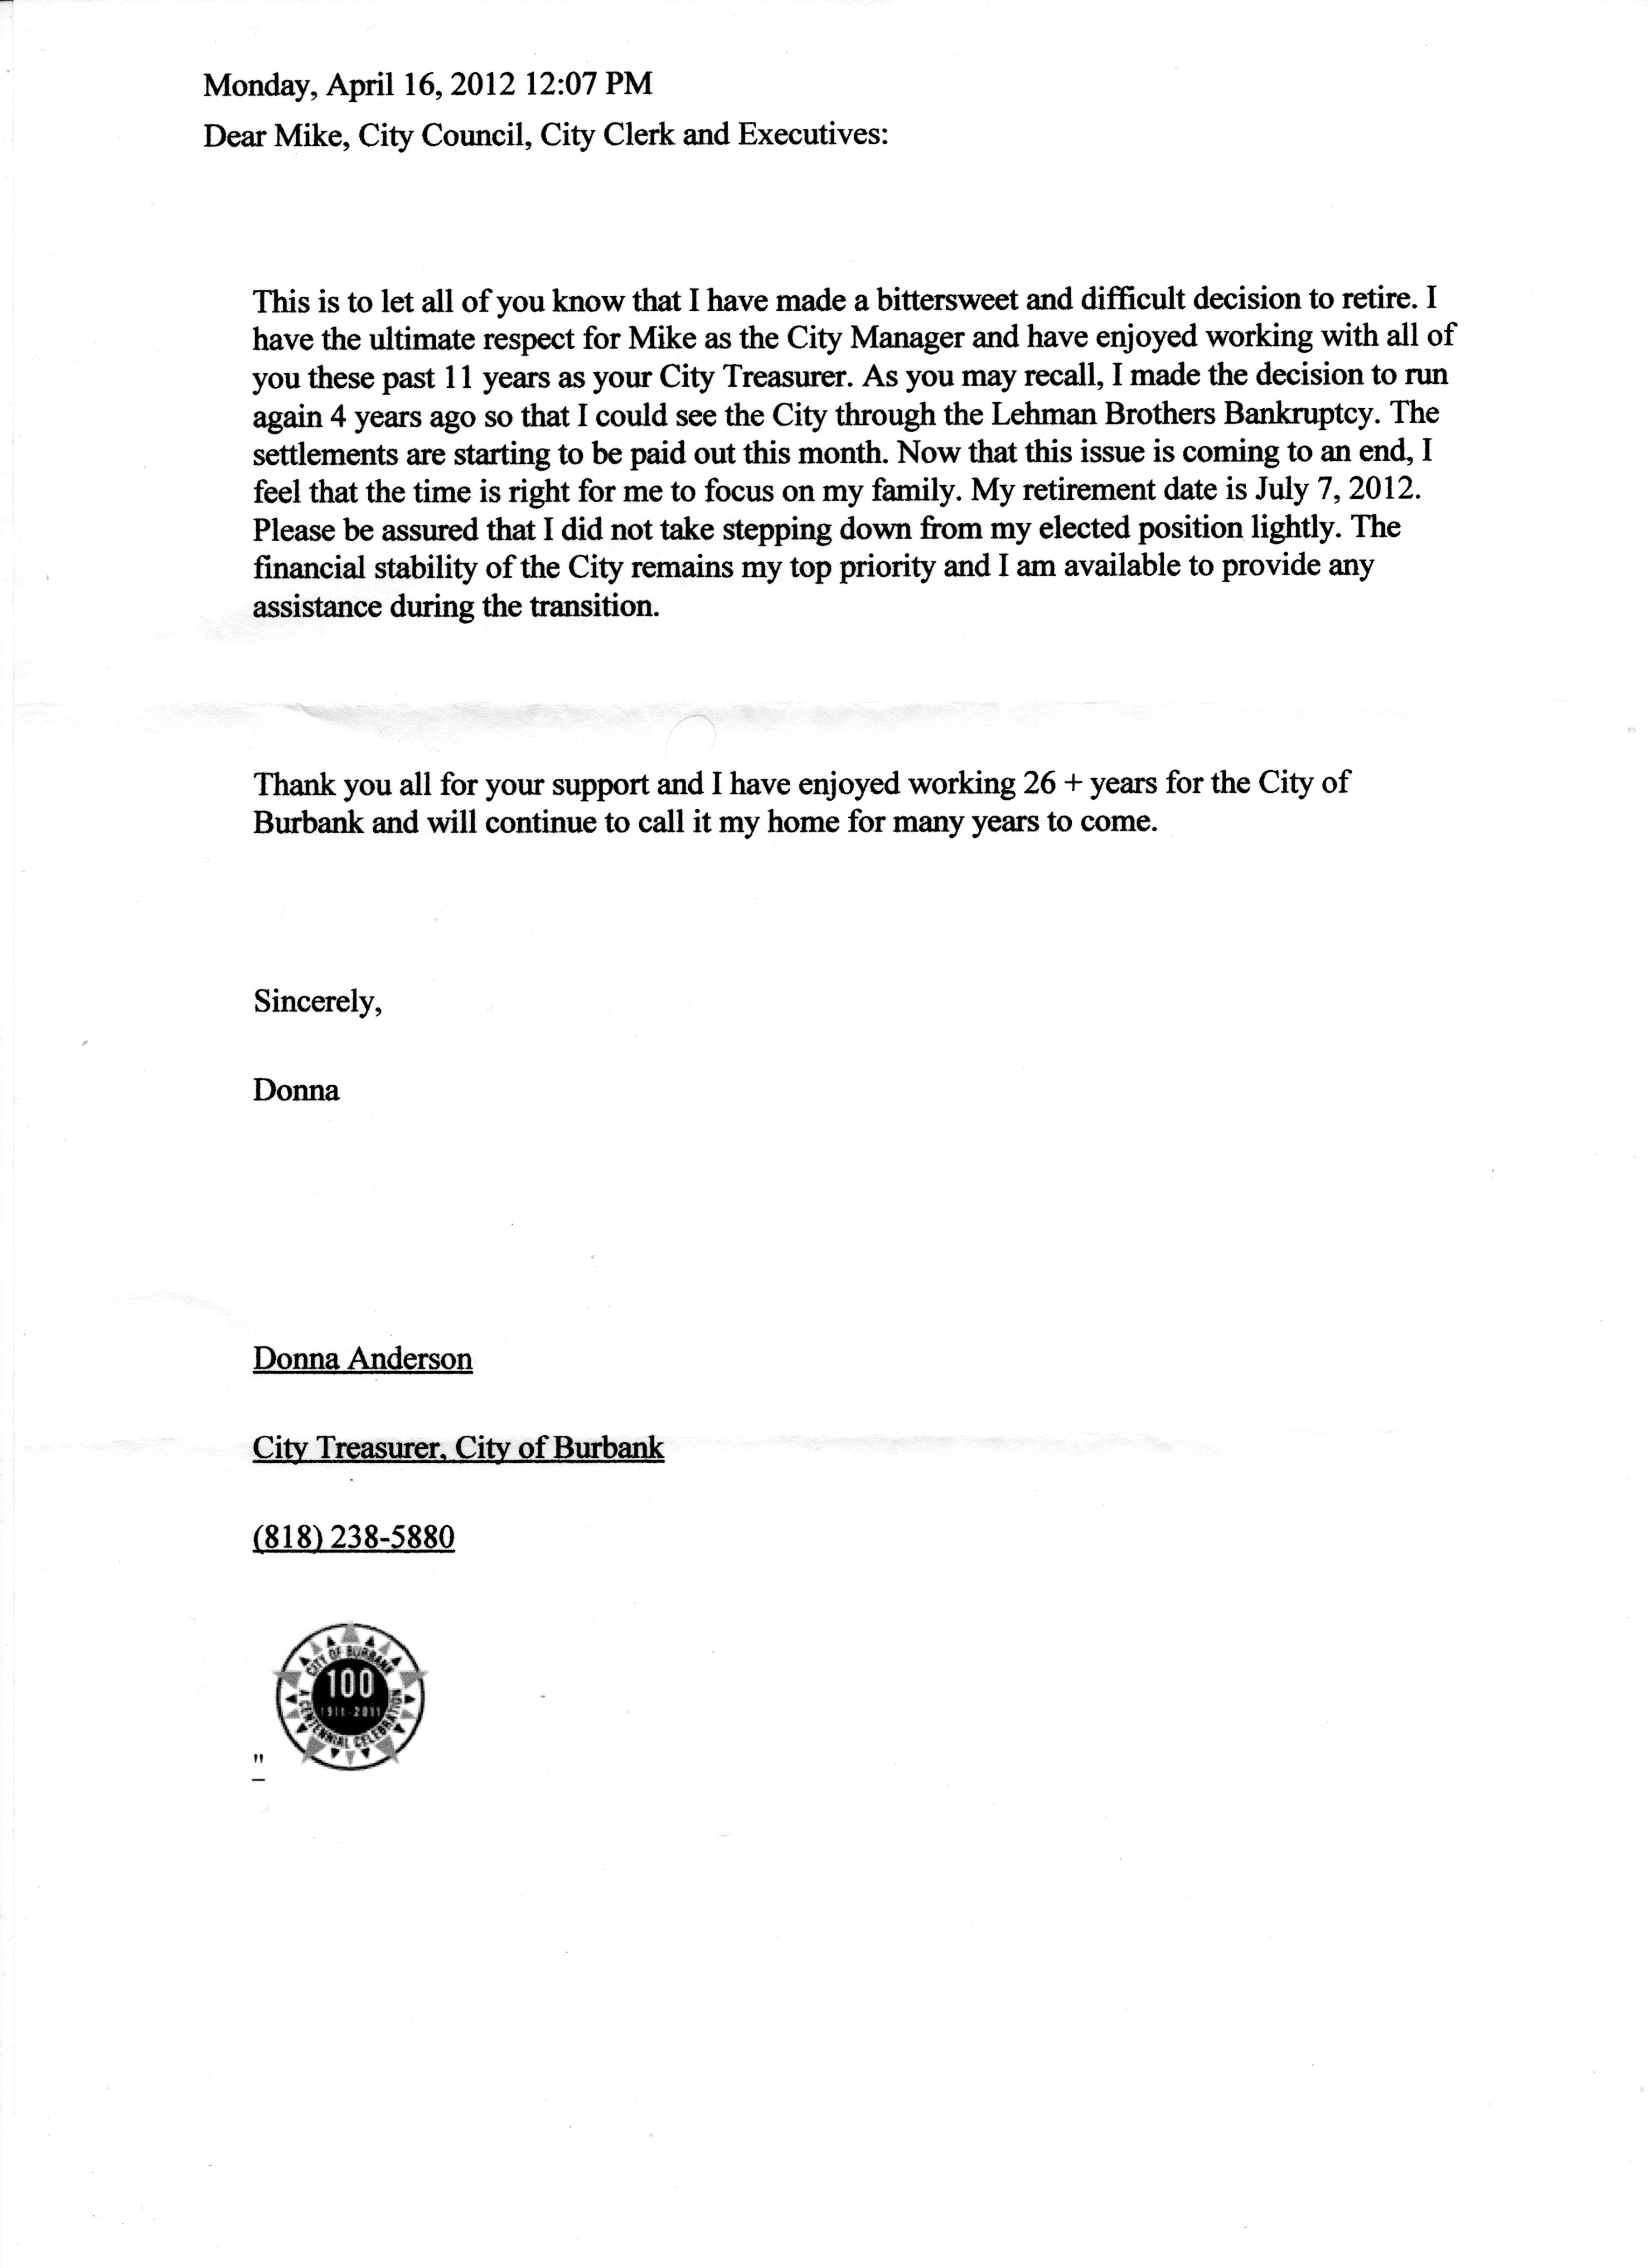 Monday, April 16, 2012 12:07 PM
Dear Mike, City Council, City Clerk and Executives:
This is to let all of you know that I have made a bittersweet and difficult decision to retire. I
have the ultimate respect for Mike as the City Manager and have enjoyed working with all of
you these past 11 years as your City Treasurer. As you may recall, I made the decision to run
again 4 years ago so that I could see the City through the Lehman Brothers Bankruptcy. The
settlements are starting to be paid out this month. Now that this issue is coming to an end, I
feel that the time is right for me to focus on my family. My retirement date is July 7, 2012.
Please be assured that I did not take stepping down from my elected position lightly. The
financial stability of the City remains my top priority and I am available to provide any
assistance during the transition.
Thank you all for your support and I have enjoyed working 26 + years for the City of
Burbank and will continue to call it my home for many years to come.
Sincerely,
Donna
Donna Anderson
City Treasurer, City of Burbank
(818) 238-5880
CITY OF BURBANK
100
1911-2011
A CENTENNIAL CELEBRATION
"